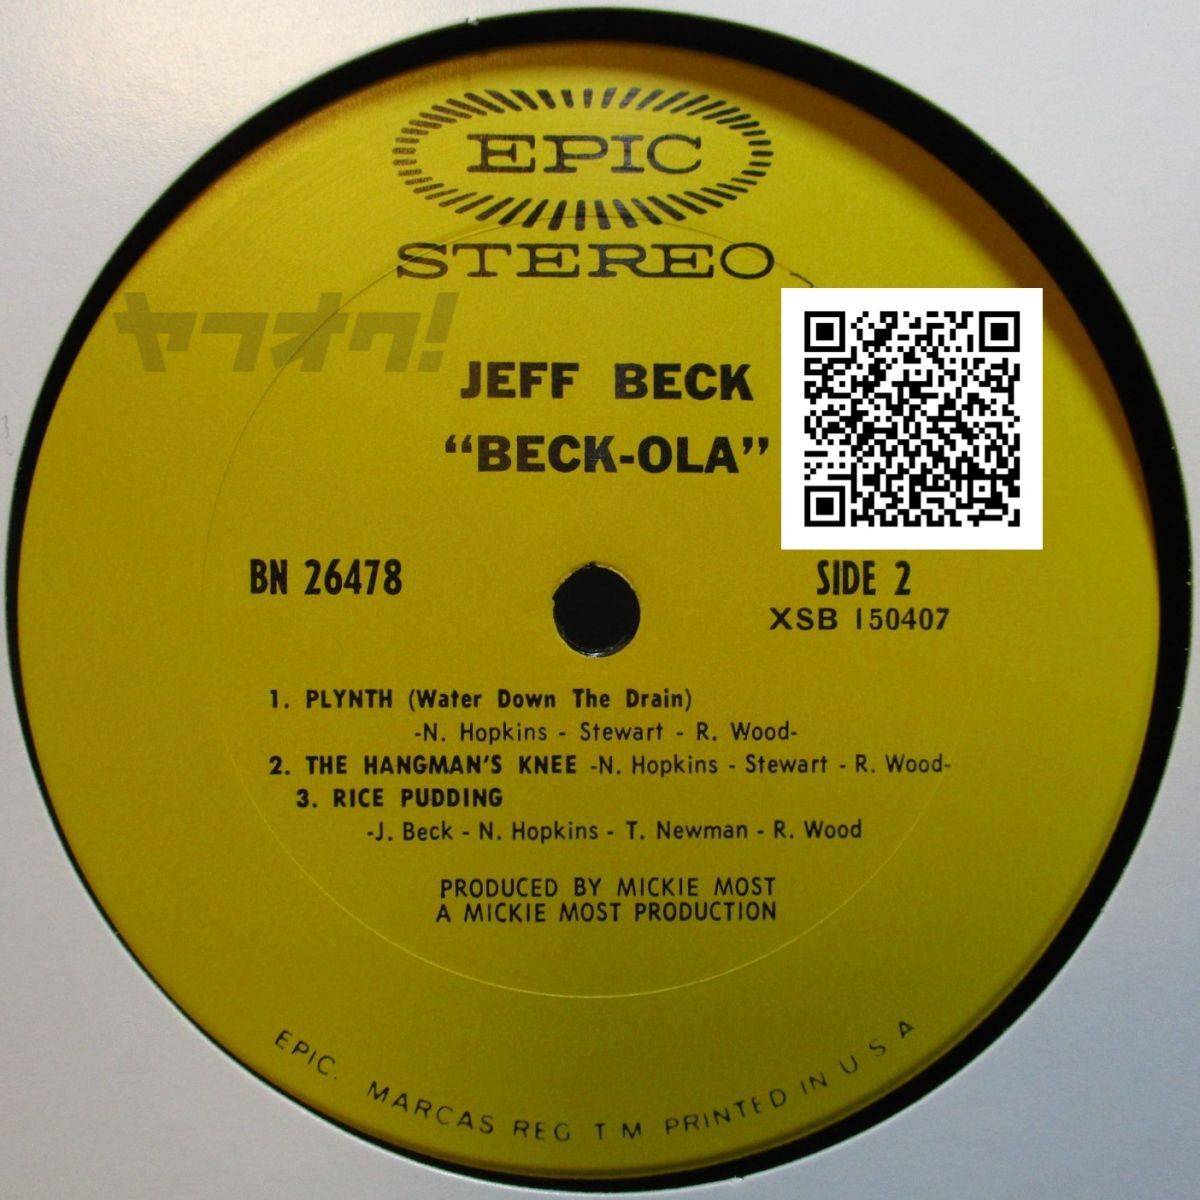 EPIC
STEREO
ヤフオク!
JEFF BECK
“BECK-OLA”
BN 26478
SIDE 2
XSB 150407
1. PLYNTH (Water Down The Drain)
-N. Hopkins - Stewart - R. Wood-
2. THE HANGMAN'S KNEE -N. Hopkins - Stewart - R. Wood-
3. RICE PUDDING
-J. Beck - N. Hopkins - T. Newman - R. Wood
PRODUCED BY MICKIE MOST
A MICKIE MOST PRODUCTION
EPIC. MARCAS REG T M PRINTED IN U S A